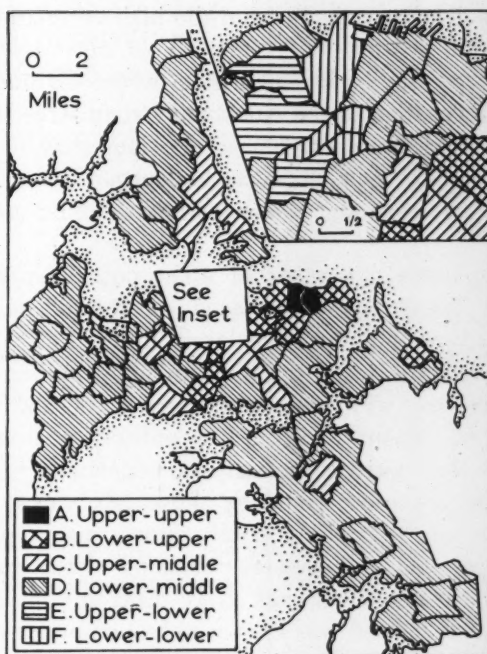 0 2
Miles
0 1/2
See
Inset
A. Upper-upper
B. Lower-upper
C. Upper-middle
D. Lower-middle
E. Upper-lower
F. Lower-lower